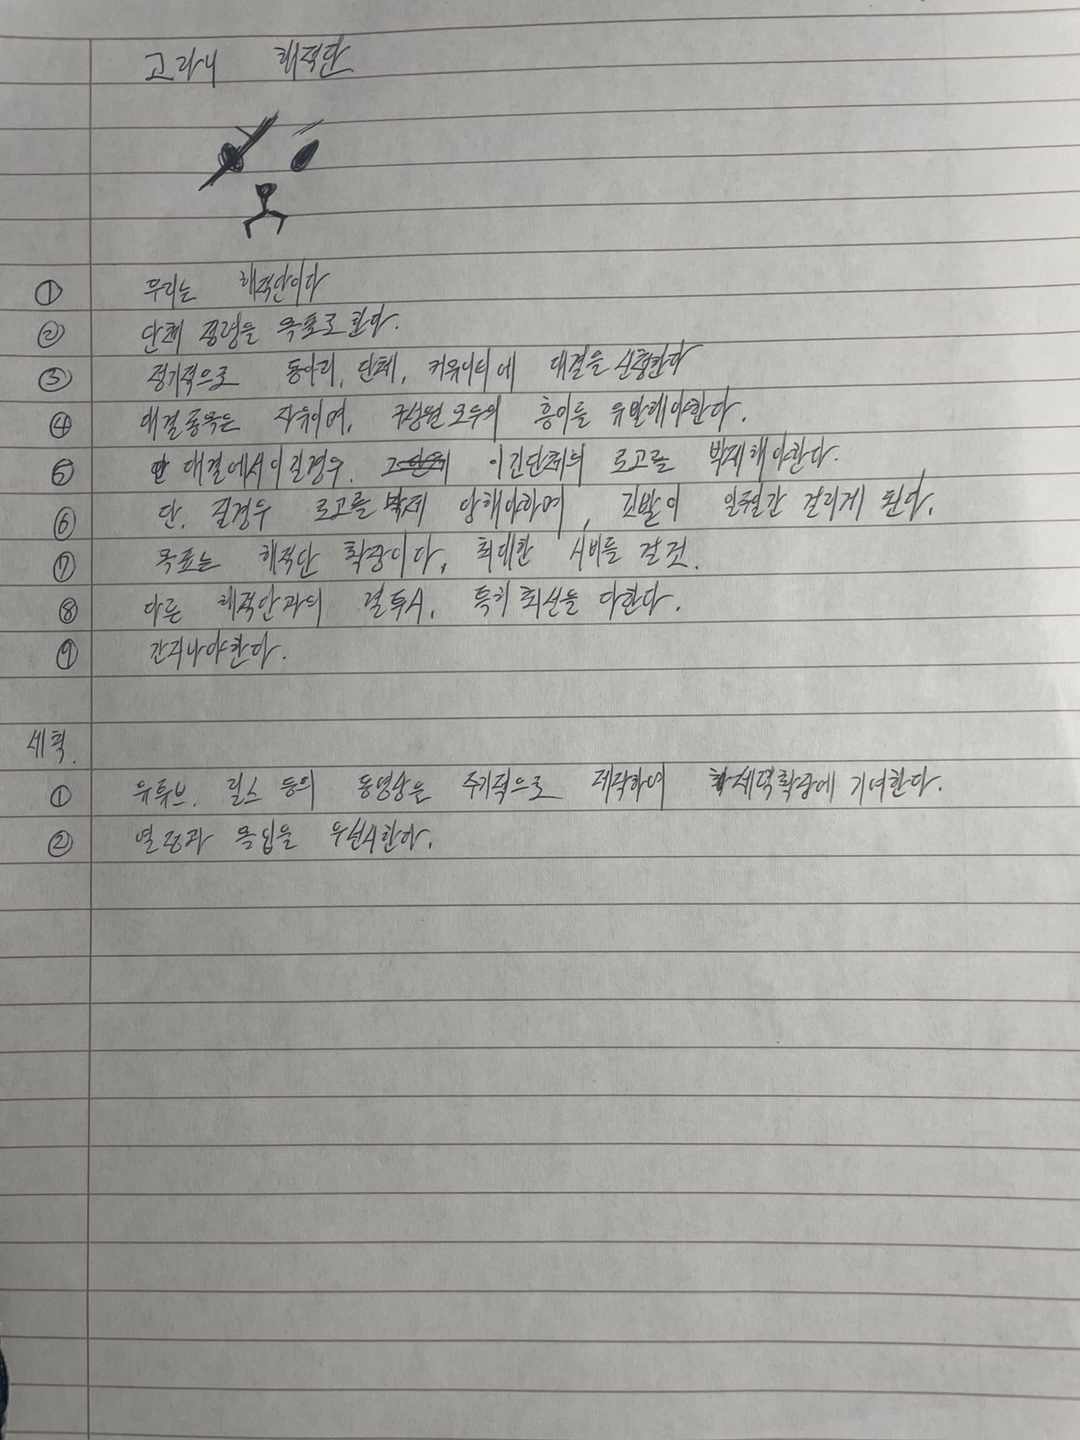 고라니 해적단
① 우리는 해적단이다
② 단체 점령을 목표로 한다.
③ 정기적으로 동아리, 단체, 커뮤니티에 대결을 신청한다
④ 대결종목은 자유이며, 구성원 모두의 흥미를 유발해야한다.
⑤ 대결에서 이길경우, 이긴단체의 로고를 박제해야한다.
⑥ 단, 질경우 로고를 박제 당해야하며, 깃발이 일주일간 걸리게 된다.
⑦ 목표는 해적단 확장이다, 최대한 시비를 걸 것.
⑧ 다른 해적단과의 결투시, 특히 최선을 다한다.
⑨ 간지나야한다.
세칙.
① 유튜브, 릴스 등의 동영상을 주기적으로 제작하여 세력확장에 기여한다.
② 열정과 몰입을 우선시한다.